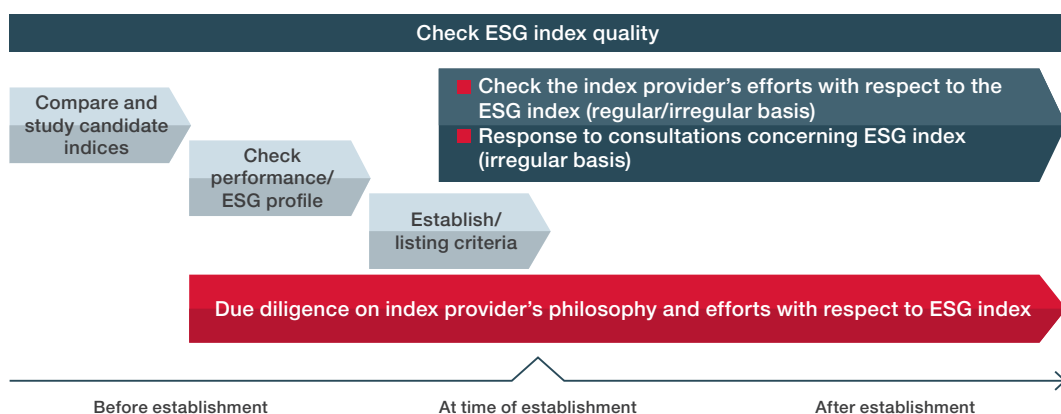 Check ESG index quality
Compare and
study candidate
indices
Check the index provider’s efforts with respect to the
ESG index (regular/irregular basis)
Response to consultations concerning ESG index
(irregular basis)
Check
performance/
ESG profile
Establish/
listing criteria
Due diligence on index provider’s philosophy and efforts with respect to ESG index
Before establishment
At time of establishment
After establishment